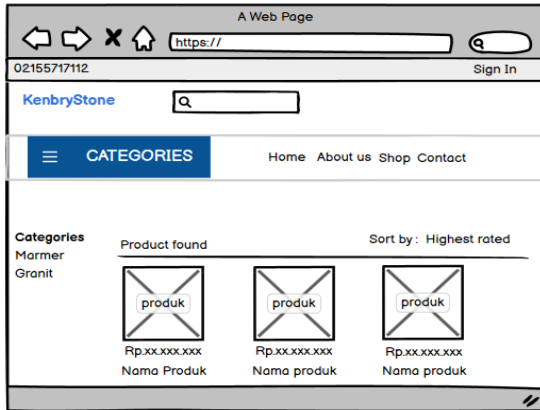 A Web Page
https://
02155717112 Sign In
KenbryStone
CATEGORIES Home About us Shop Contact
Categories
Marmer
Granit
Product found Sort by : Highest rated
produk produk produk
Rp.xx.xxx.xxx Rp.xx.xxx.xxx Rp.xx.xxx.xxx
Nama Produk Nama produk Nama produk